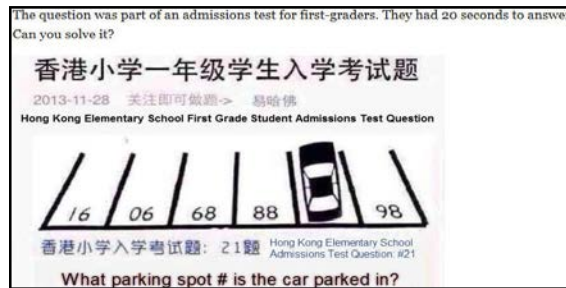 The question was part of an admissions test for first-graders. They had 20 seconds to answe
Can you solve it?
香港小学一年级学生入学考试题
2013-11-28 关注即可做题-> 易哈佛
Hong Kong Elementary School First Grade Student Admissions Test Question
16 06 68 88 98
香港小学入学考试题: 21题 Hong Kong Elementary School
Admissions Test Question: #21
What parking spot # is the car parked in?